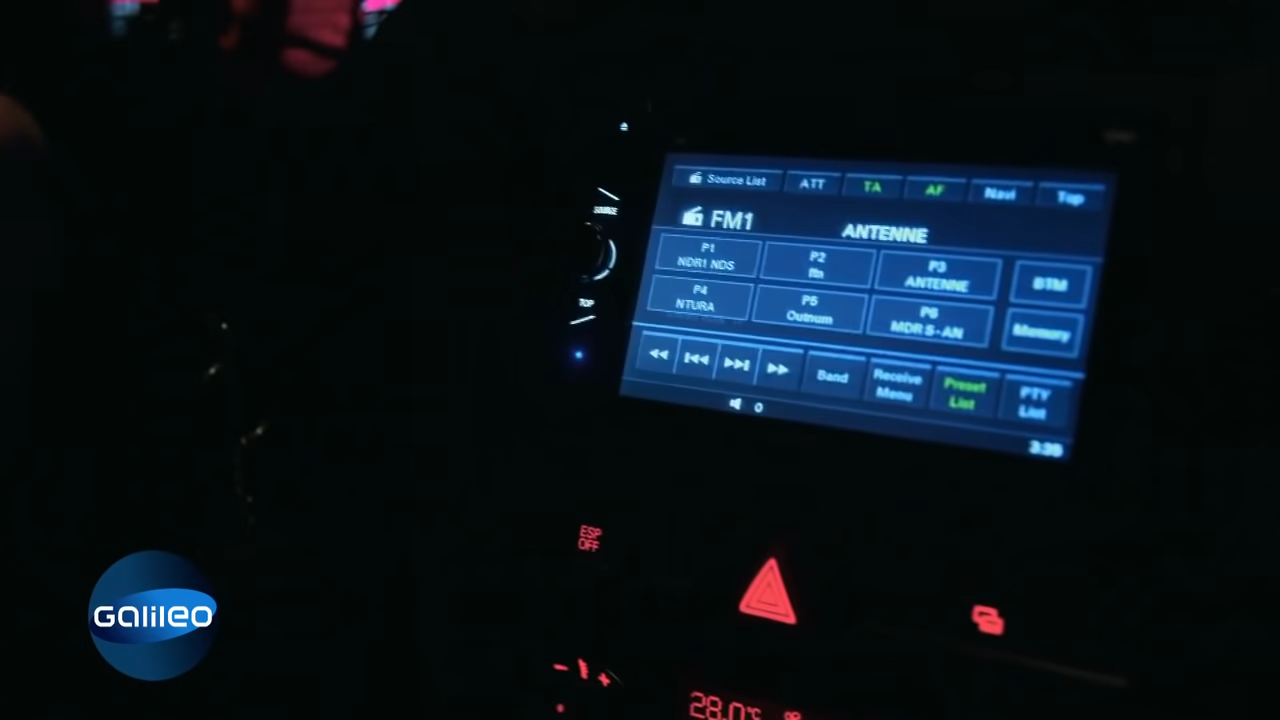 Source List ATT TA AF Navi Top
FM1 ANTENNE
P1 P2 P3
NDR1 NDS ffn ANTENNE BTM
P4 P5 P6
NTURA Outnum MDR S-AN Memory
Band Receive Menu Preset List PTY List
0
3:39
SOURCE
TOP
ESP
OFF
GALILEO
28.0°C